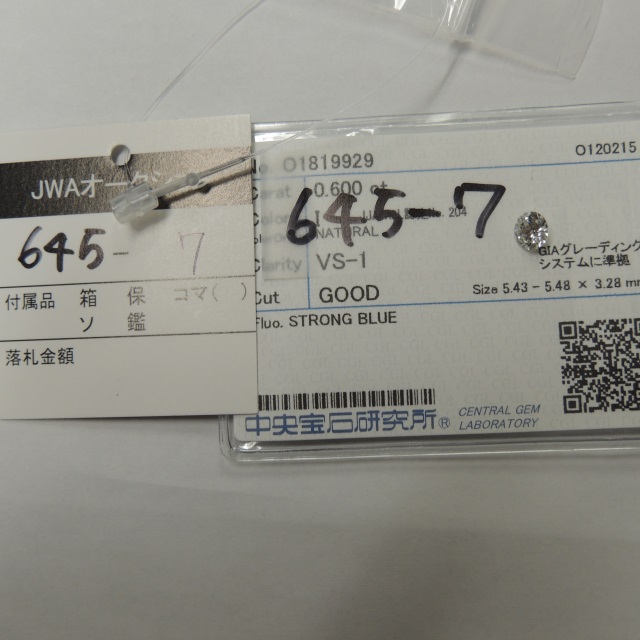 JWAオー
645-7
付属品 箱 保 コマ( )
ソ 鑑
落札金額
O1819929
O120215
0.600 ct
645-7
204
NATURAL
GIAグレーディング
システムに準拠
VS-1
Cut GOOD
Size 5.43 - 5.48 × 3.28 mm
Fluo. STRONG BLUE
中央宝石研究所® CENTRAL GEM
LABORATORY